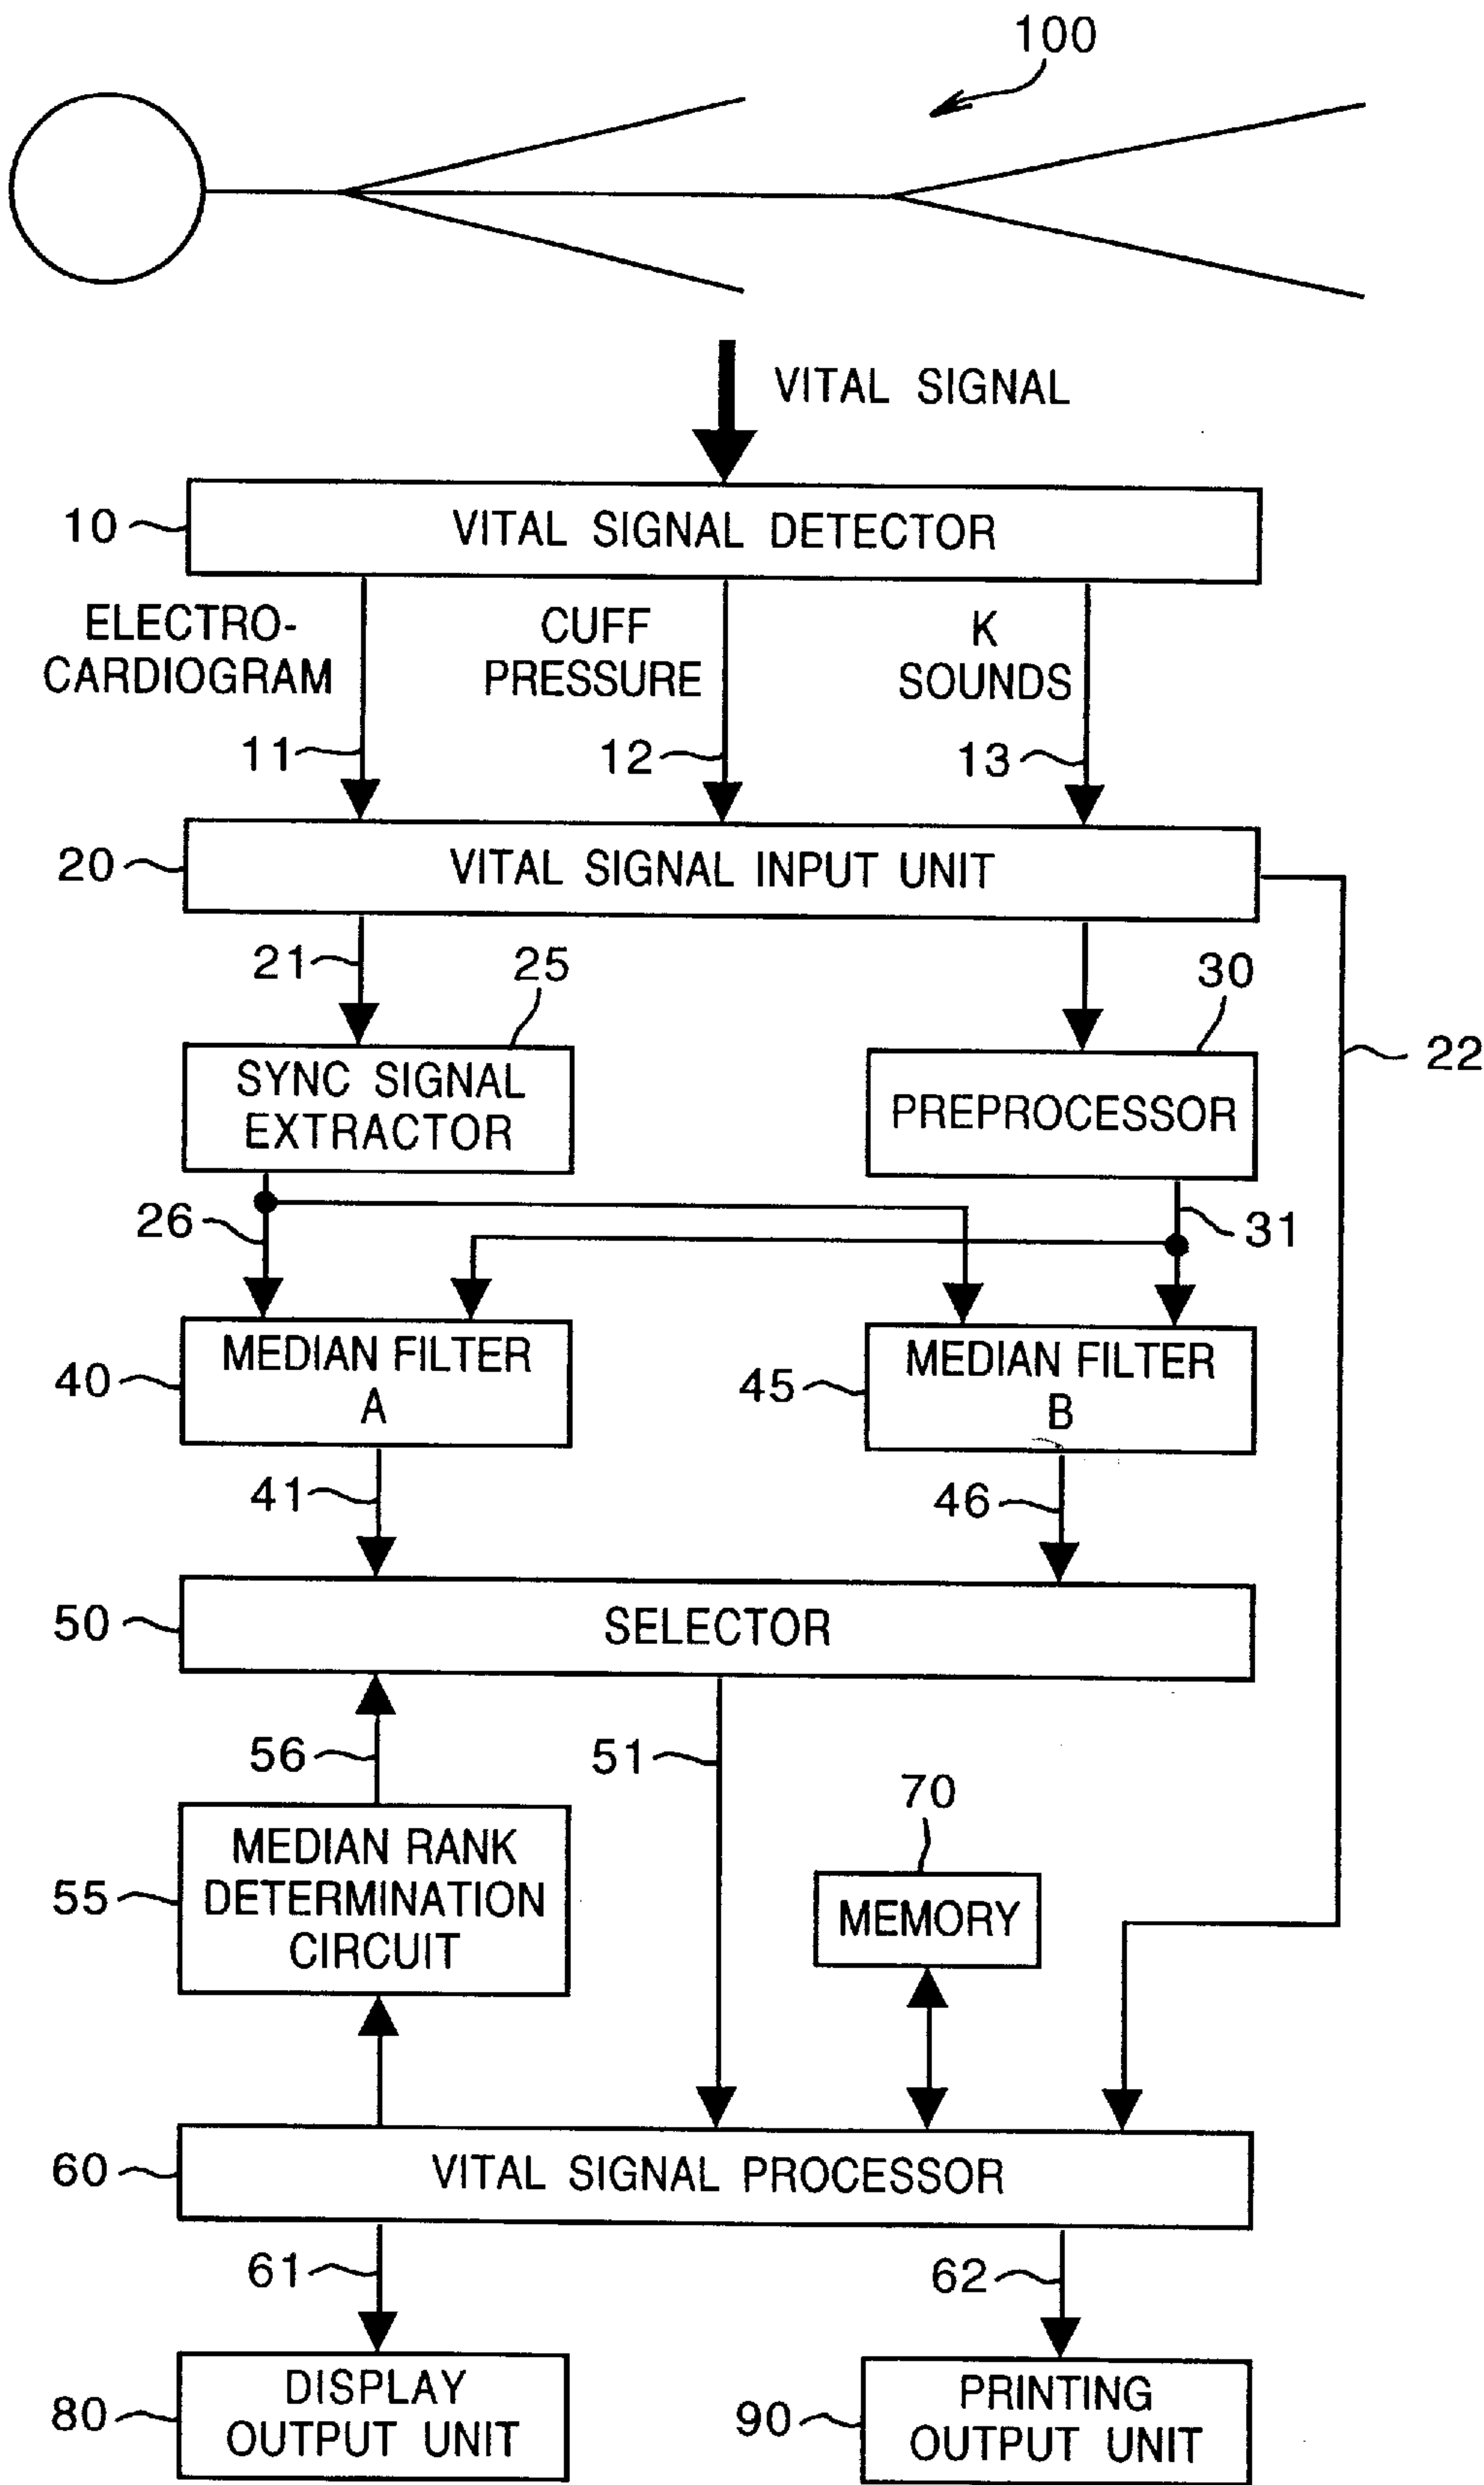 100
VITAL SIGNAL
10
VITAL SIGNAL DETECTOR
ELECTRO-
CARDIOGRAM
CUFF
PRESSURE
K
SOUNDS
11
12
13
20
VITAL SIGNAL INPUT UNIT
21
25
30
22
SYNC SIGNAL
EXTRACTOR
PREPROCESSOR
26
31
40
MEDIAN FILTER
A
45
MEDIAN FILTER
B
41
46
50
SELECTOR
56
51
70
55
MEDIAN RANK
DETERMINATION
CIRCUIT
MEMORY
60
VITAL SIGNAL PROCESSOR
61
62
80
DISPLAY
OUTPUT UNIT
90
PRINTING
OUTPUT UNIT